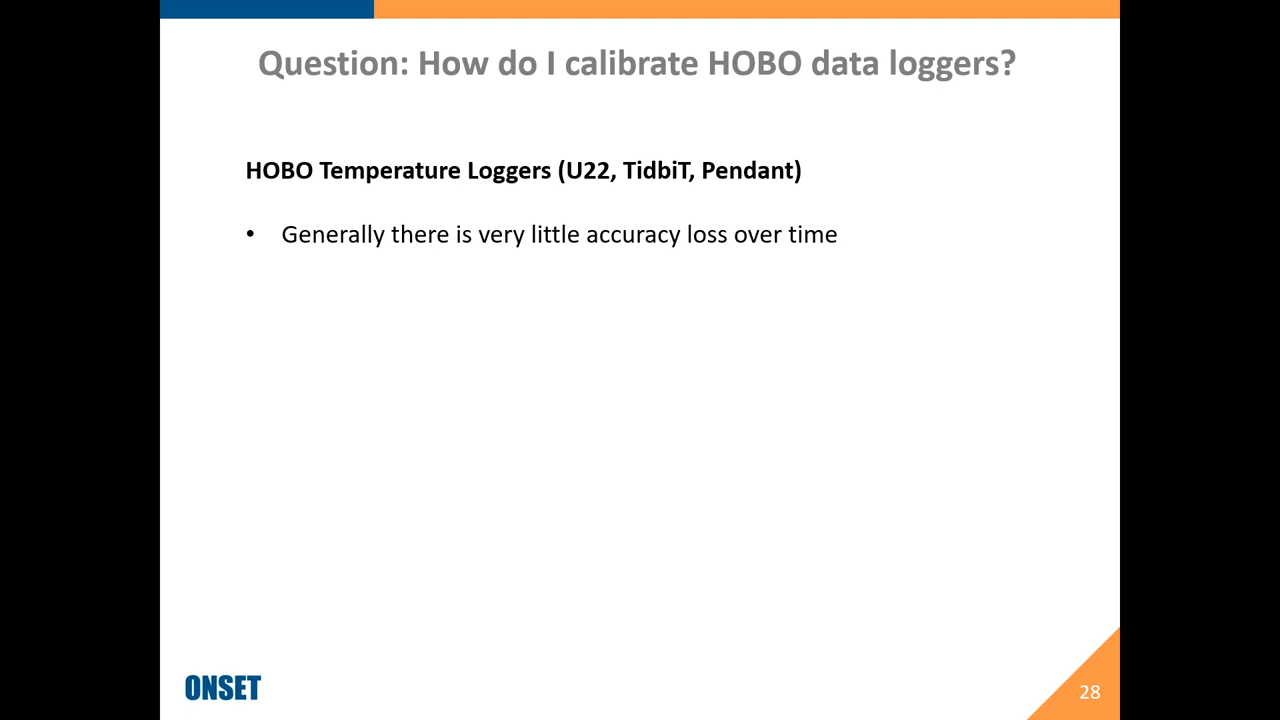 Question: How do I calibrate HOBO data loggers?
HOBO Temperature Loggers (U22, TidbiT, Pendant)
• Generally there is very little accuracy loss over time
ONSET
28